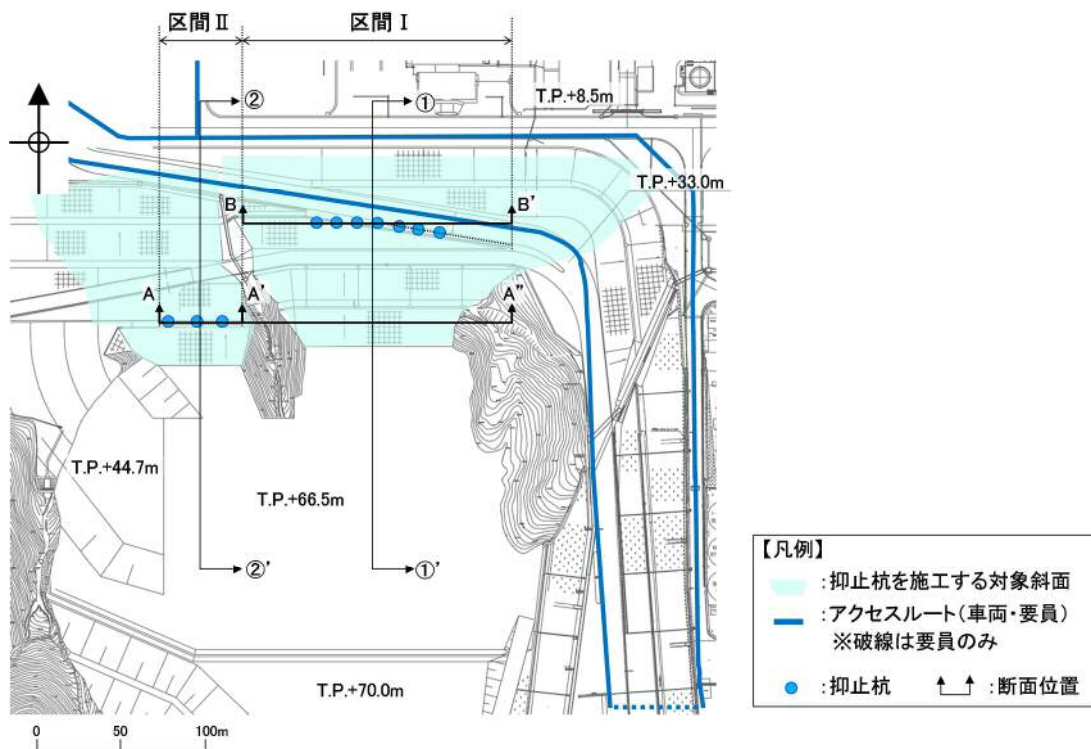 区間Ⅱ 区間Ⅰ
② ①
T.P.+8.5m
T.P.+33.0m
B B'
A A' A"
T.P.+44.7m
T.P.+66.5m
②' ①'
T.P.+70.0m
0 50 100m
【凡例】
:抑止杭を施工する対象斜面
:アクセスルート(車両・要員)
※破線は要員のみ
:抑止杭 :断面位置